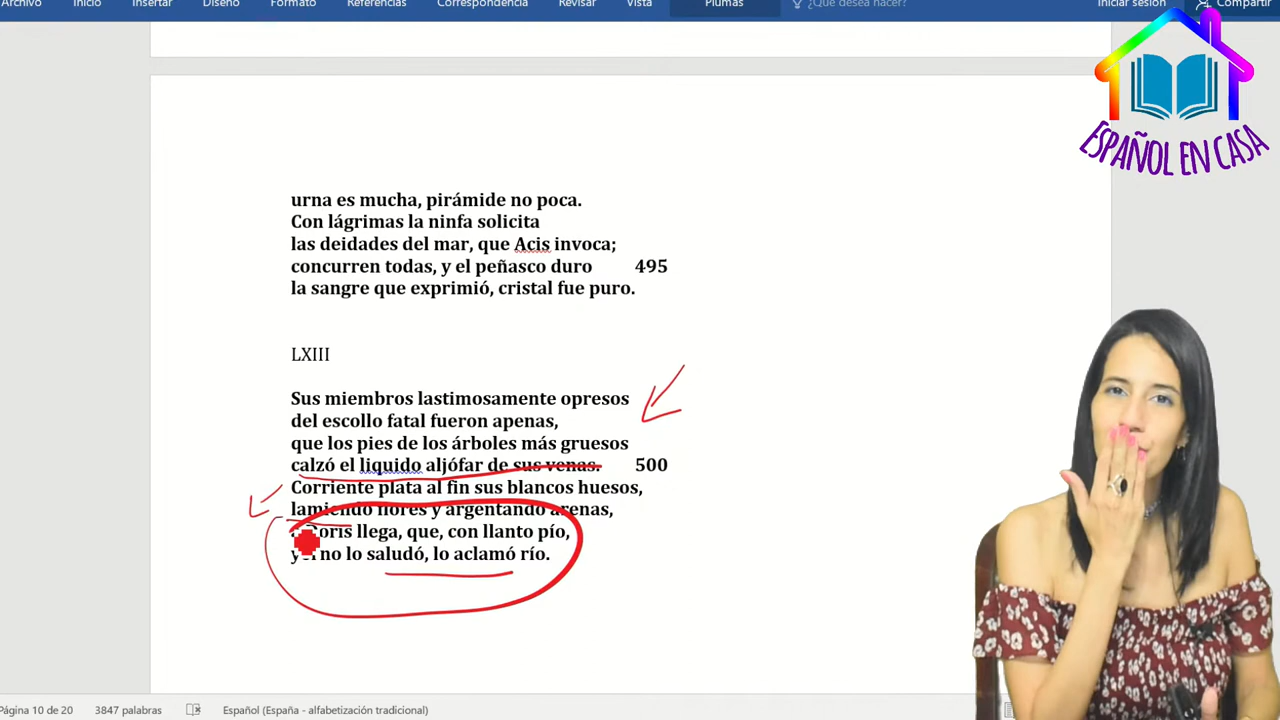 Archivo Inicio Insertar Diseño Formato Referencias Correspondencia Revisar Vista Plumas ¿Qué desea hacer? Iniciar sesión Compartir
ESPAÑOL EN CASA
urna es mucha, pirámide no poca.
Con lágrimas la ninfa solicita
las deidades del mar, que Acis invoca;
concurren todas, y el peñasco duro 495
la sangre que exprimió, cristal fue puro.
LXIII
Sus miembros lastimosamente opresos
del escollo fatal fueron apenas,
que los pies de los árboles más gruesos
calzó el liquido aljófar de sus venas. 500
Corriente plata al fin sus blancos huesos,
lamiendo flores y argentando arenas,
Doris llega, que, con llanto pío,
yerno lo saludó, lo aclamó río.
Página 10 de 20 3847 palabras Español (España - alfabetización tradicional)